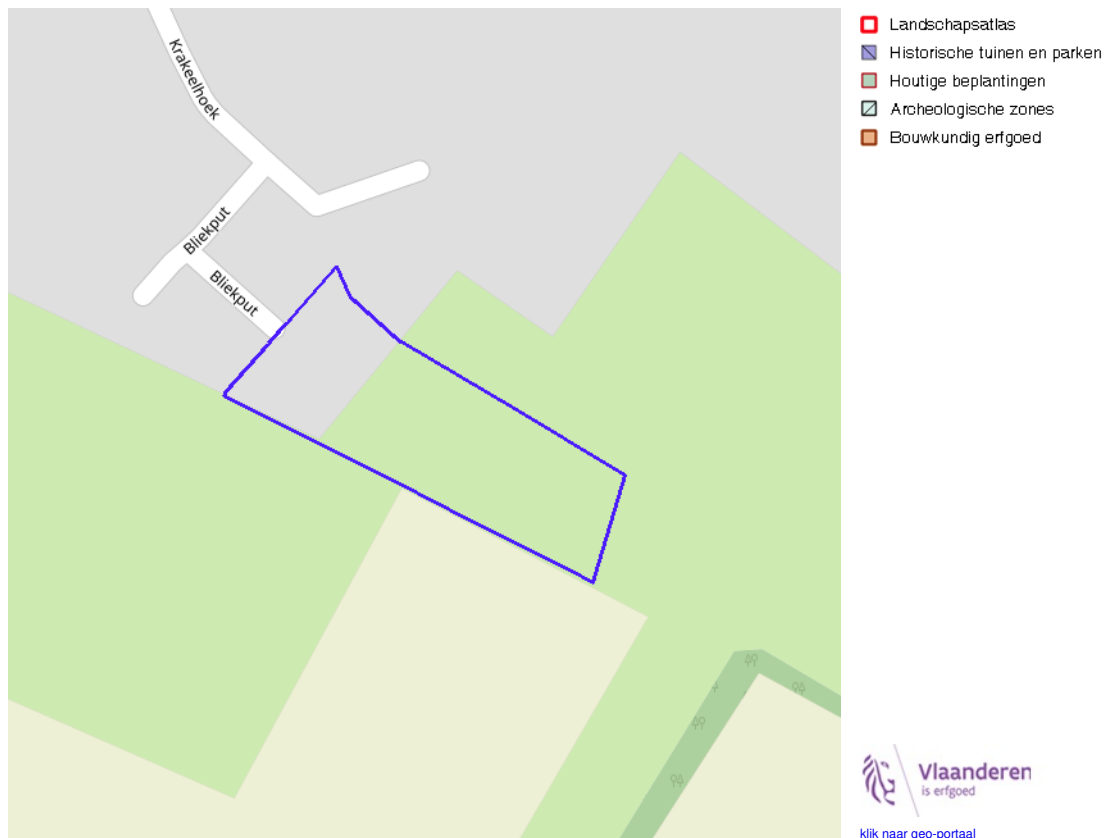 Krakeelhoek
Bliekput
Bliekput
Landschapsatlas
Historische tuinen en parken
Houtige beplantingen
Archeologische zones
Bouwkundig erfgoed
Vlaanderen
is erfgoed
klik naar geo-portaal